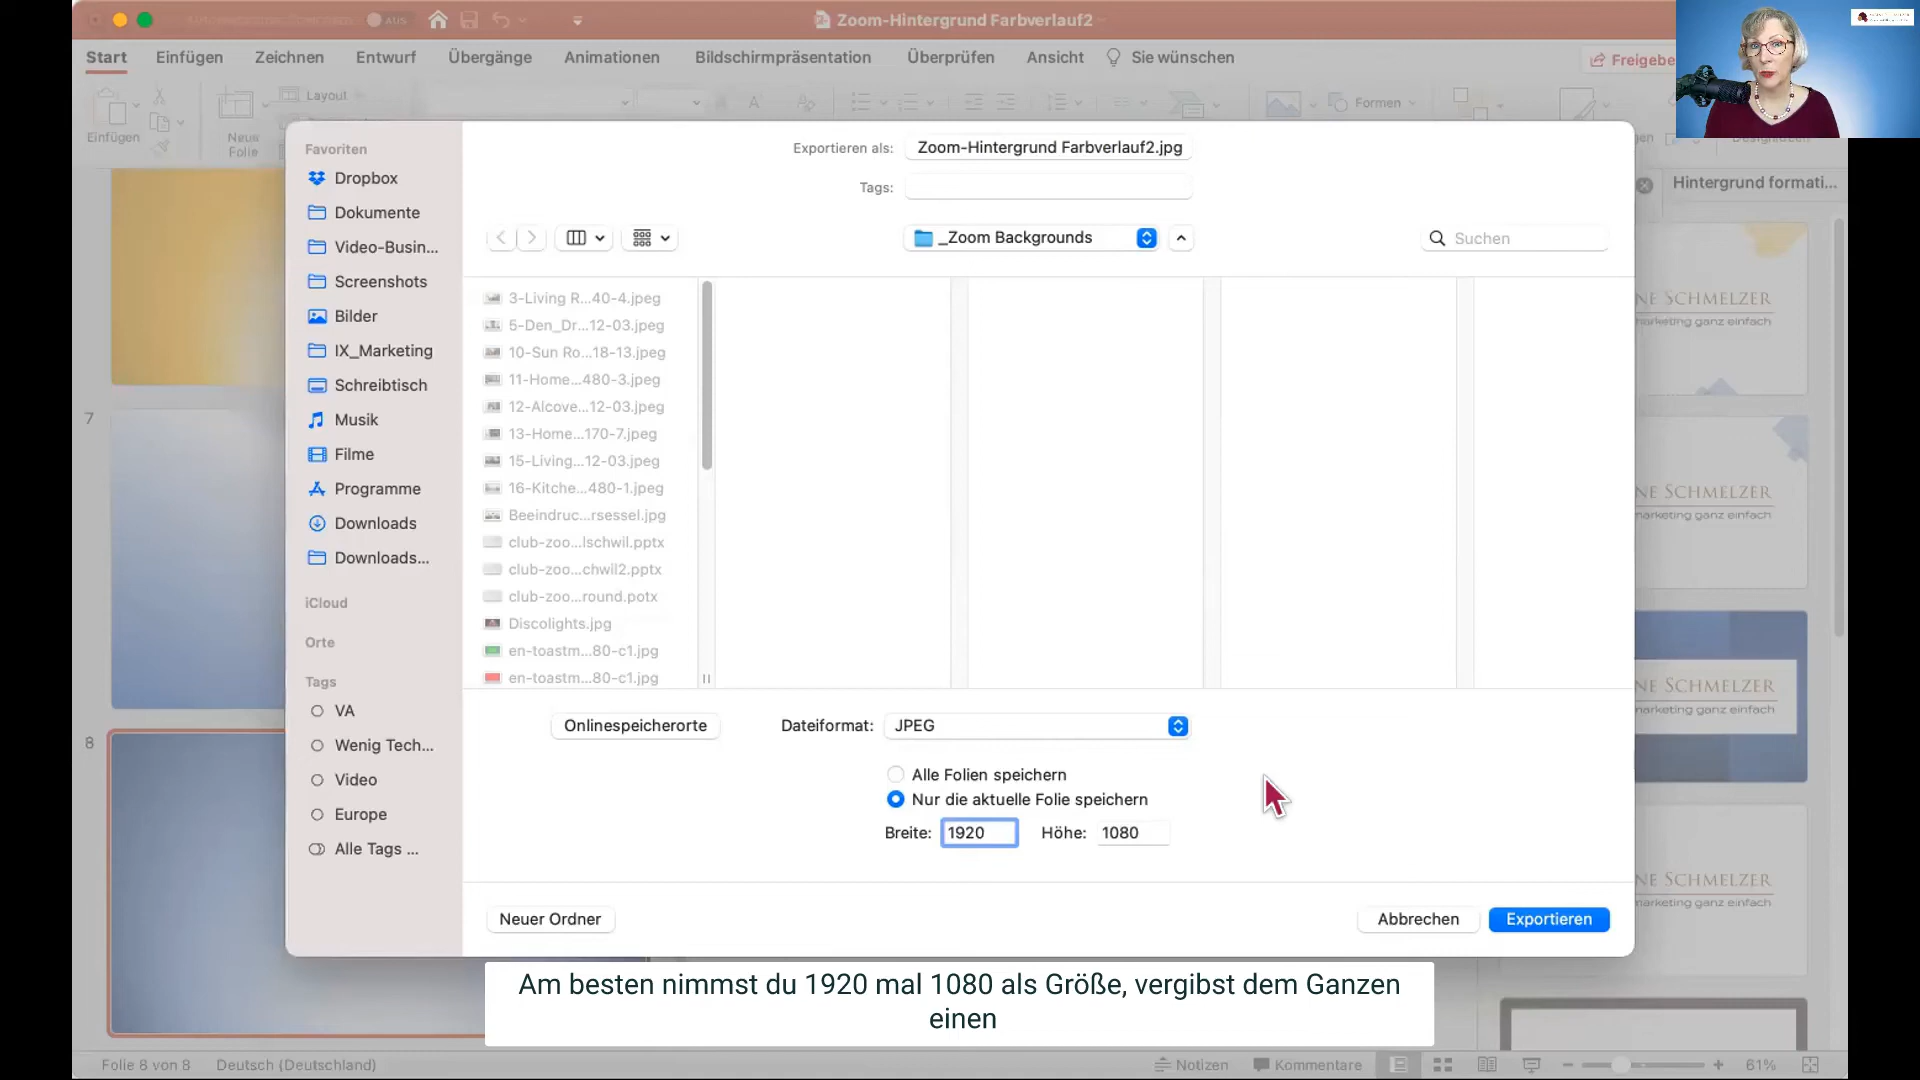 AUS
Zoom-Hintergrund Farbverlauf2
Start Einfügen Zeichnen Entwurf Übergänge Animationen Bildschirmpräsentation Überprüfen Ansicht Sie wünschen
Freigebe
Layout
Formen
Einfügen
Neue
Folie
Favoriten
Dropbox
Dokumente
Video-Busin...
Screenshots
Bilder
IX_Marketing
Schreibtisch
Musik
Filme
Programme
Downloads
Downloads...
iCloud
Orte
Tags
VA
Wenig Tech...
Video
Europe
Alle Tags ...
Exportieren als: Zoom-Hintergrund Farbverlauf2.jpg
Tags:
_Zoom Backgrounds
Suchen
3-Living R...40-4.jpeg
5-Den_Dr...12-03.jpeg
10-Sun Ro...18-13.jpeg
11-Home...480-3.jpeg
12-Alcove...12-03.jpeg
13-Home...170-7.jpeg
15-Living...12-03.jpeg
16-Kitche...480-1.jpeg
Beeindruc...rsessel.jpg
club-zoo...lschwil.pptx
club-zoo...chwil2.pptx
club-zoo...round.potx
Discolights.jpg
en-toastm...80-c1.jpg
en-toastm...80-c1.jpg
Onlinespeicherorte
Dateiformat: JPEG
Alle Folien speichern
Nur die aktuelle Folie speichern
Breite: 1920 Höhe: 1080
Neuer Ordner
Abbrechen
Exportieren
Hintergrund formati...
NE SCHMELZER
marketing ganz einfach
NE SCHMELZER
marketing ganz einfach
NE SCHMELZER
marketing ganz einfach
NE SCHMELZER
marketing ganz einfach
7
8
Am besten nimmst du 1920 mal 1080 als Größe, vergibst dem Ganzen
einen
Folie 8 von 8 Deutsch (Deutschland)
Notizen Kommentare 61%